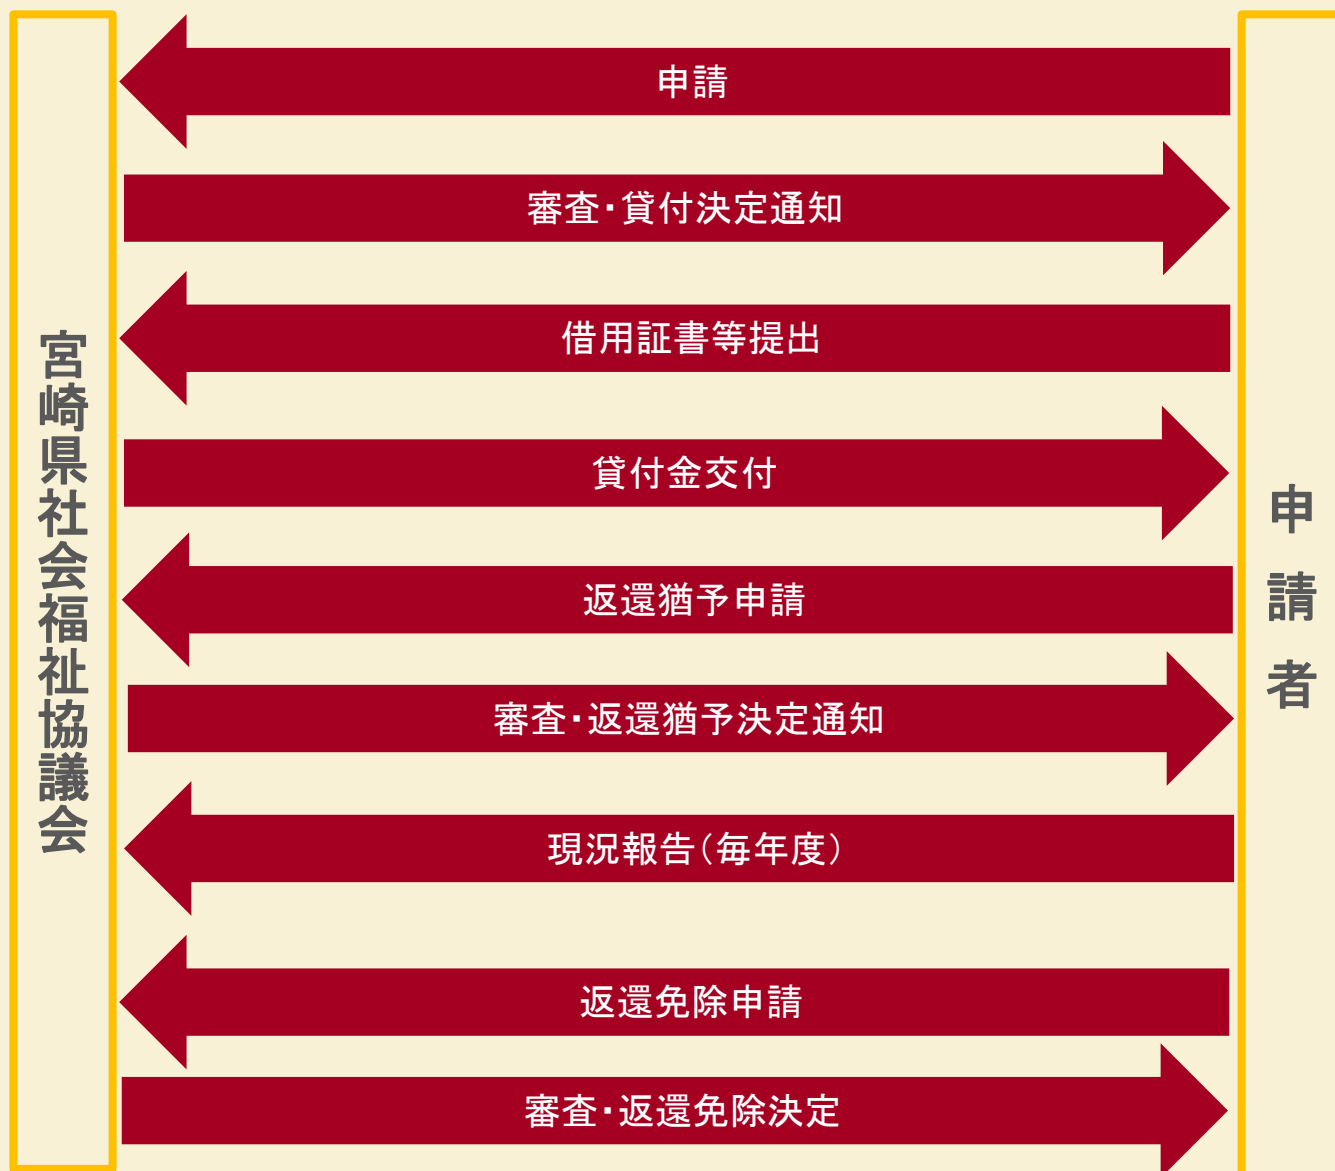 宮崎県社会福祉協議会
申請
審査・貸付決定通知
借用証書等提出
貸付金交付
返還猶予申請
審査・返還猶予決定通知
現況報告（毎年度）
返還免除申請
審査・返還免除決定
申請者